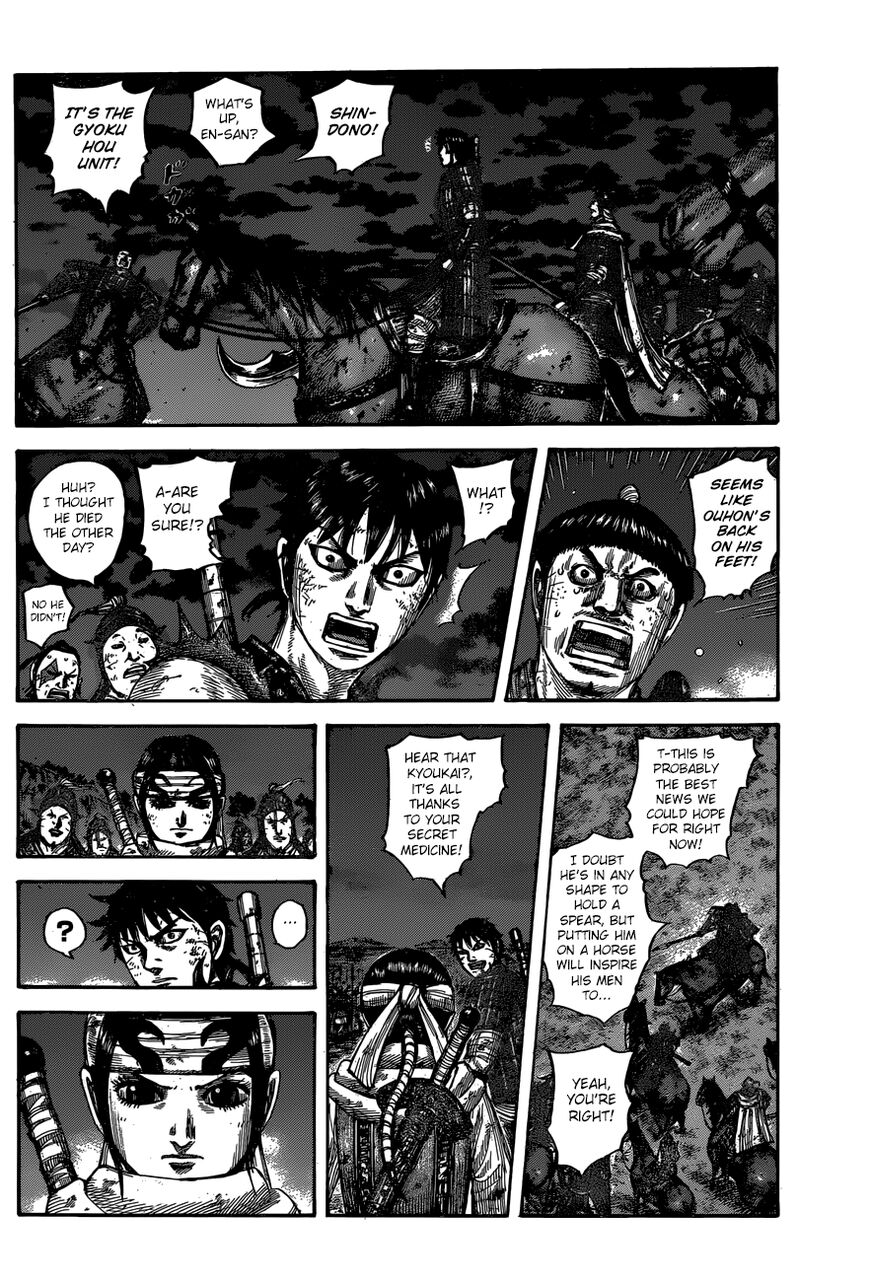 SHIN-
DONO!
WHAT'S
UP,
EN-SAN?
IT'S THE
GYOKU
HOU
UNIT!
ドドカカ
SEEMS
LIKE
OUHON'S
BACK
ON HIS
FEET!
WHAT
!?
A-ARE
YOU
SURE!?
HUH?
I THOUGHT
HE DIED
THE OTHER
DAY?
NO HE
DIDN'T!
T-THIS IS
PROBABLY
THE BEST
NEWS WE
COULD HOPE
FOR RIGHT
NOW!
I DOUBT
HE'S IN ANY
SHAPE TO
HOLD A
SPEAR, BUT
PUTTING HIM
ON A HORSE
WILL INSPIRE
HIS MEN
TO...
YEAH,
YOU'RE
RIGHT!
HEAR THAT
KYOUKAI?,
IT'S ALL
THANKS
TO YOUR
SECRET
MEDICINE!
...
?